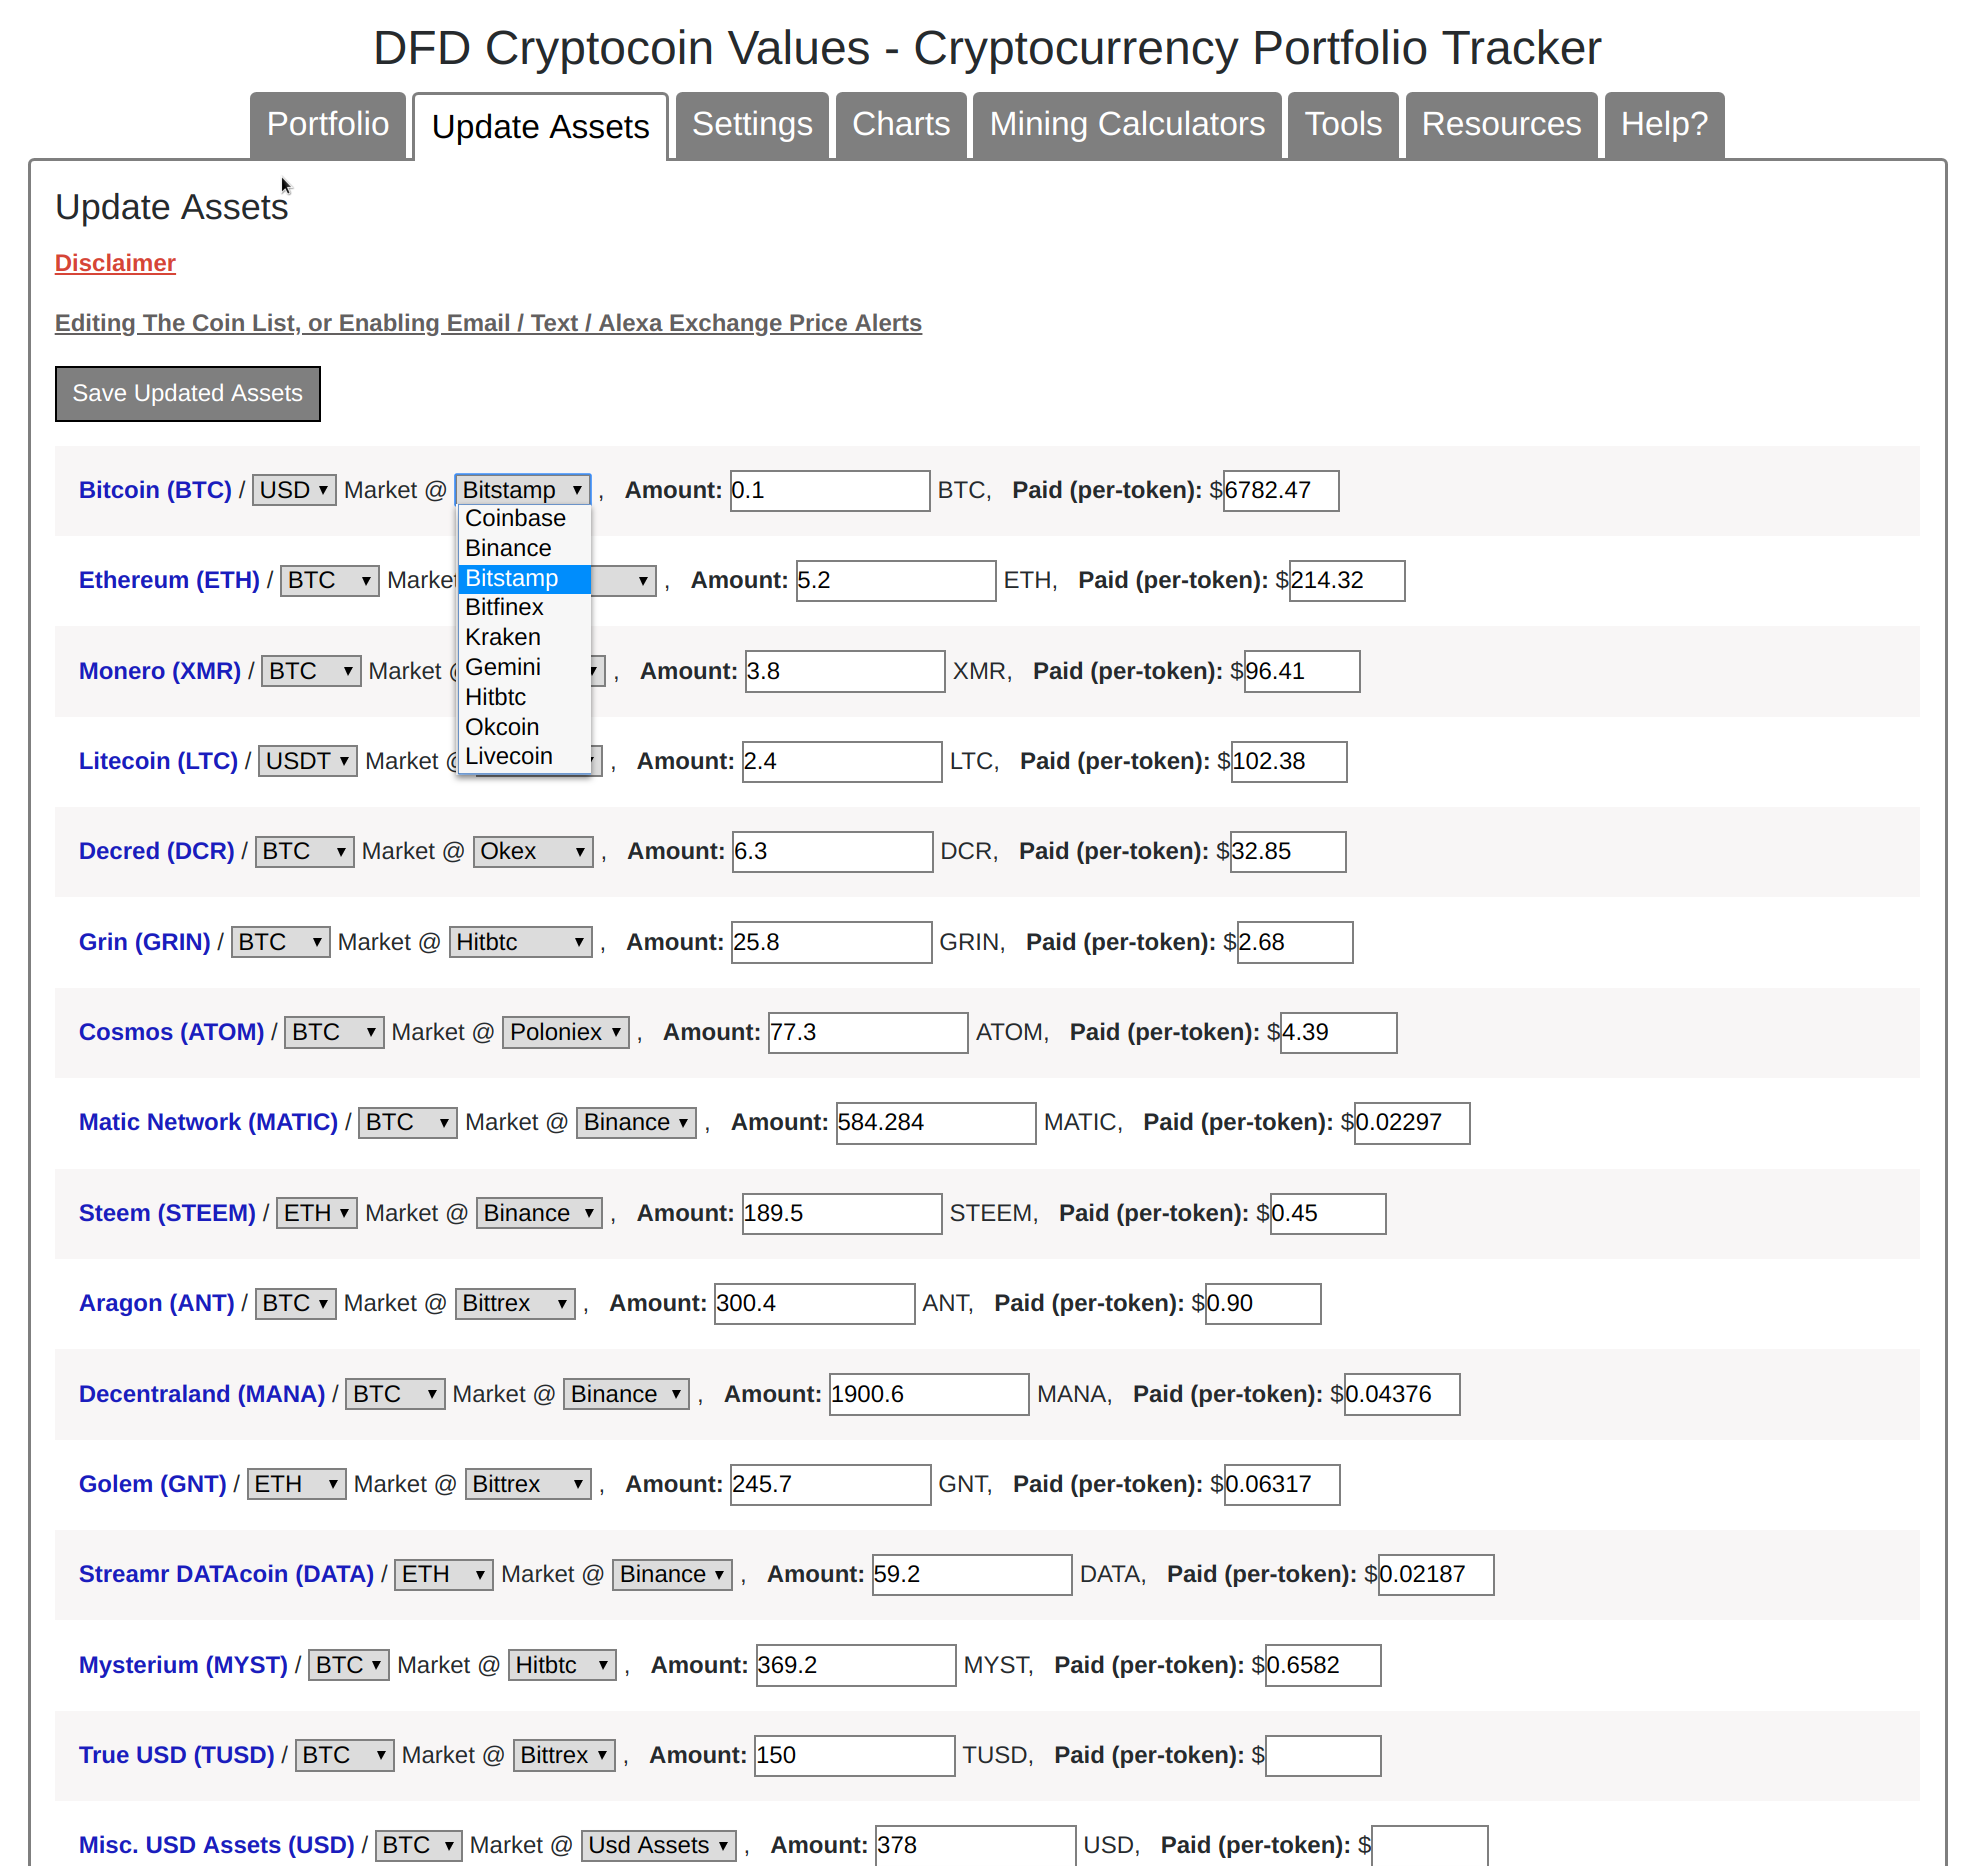 DFD Cryptocoin Values - Cryptocurrency Portfolio Tracker
Portfolio Update Assets Settings Charts Mining Calculators Tools Resources Help?
Update Assets
Disclaimer
Editing The Coin List, or Enabling Email / Text / Alexa Exchange Price Alerts
Save Updated Assets
Bitcoin (BTC) / USD Market @ Bitstamp , Amount: 0.1 BTC, Paid (per-token): $6782.47
Coinbase
Binance
Bitstamp
Bitfinex
Kraken
Gemini
Hitbtc
Okcoin
Livecoin
Ethereum (ETH) / BTC Market , Amount: 5.2 ETH, Paid (per-token): $214.32
Monero (XMR) / BTC Market @ , Amount: 3.8 XMR, Paid (per-token): $96.41
Litecoin (LTC) / USDT Market @ , Amount: 2.4 LTC, Paid (per-token): $102.38
Decred (DCR) / BTC Market @ Okex , Amount: 6.3 DCR, Paid (per-token): $32.85
Grin (GRIN) / BTC Market @ Hitbtc , Amount: 25.8 GRIN, Paid (per-token): $2.68
Cosmos (ATOM) / BTC Market @ Poloniex , Amount: 77.3 ATOM, Paid (per-token): $4.39
Matic Network (MATIC) / BTC Market @ Binance , Amount: 584.284 MATIC, Paid (per-token): $0.02297
Steem (STEEM) / ETH Market @ Binance , Amount: 189.5 STEEM, Paid (per-token): $0.45
Aragon (ANT) / BTC Market @ Bittrex , Amount: 300.4 ANT, Paid (per-token): $0.90
Decentraland (MANA) / BTC Market @ Binance , Amount: 1900.6 MANA, Paid (per-token): $0.04376
Golem (GNT) / ETH Market @ Bittrex , Amount: 245.7 GNT, Paid (per-token): $0.06317
Streamr DATAcoin (DATA) / ETH Market @ Binance , Amount: 59.2 DATA, Paid (per-token): $0.02187
Mysterium (MYST) / BTC Market @ Hitbtc , Amount: 369.2 MYST, Paid (per-token): $0.6582
True USD (TUSD) / BTC Market @ Bittrex , Amount: 150 TUSD, Paid (per-token): $
Misc. USD Assets (USD) / BTC Market @ Usd Assets , Amount: 378 USD, Paid (per-token): $